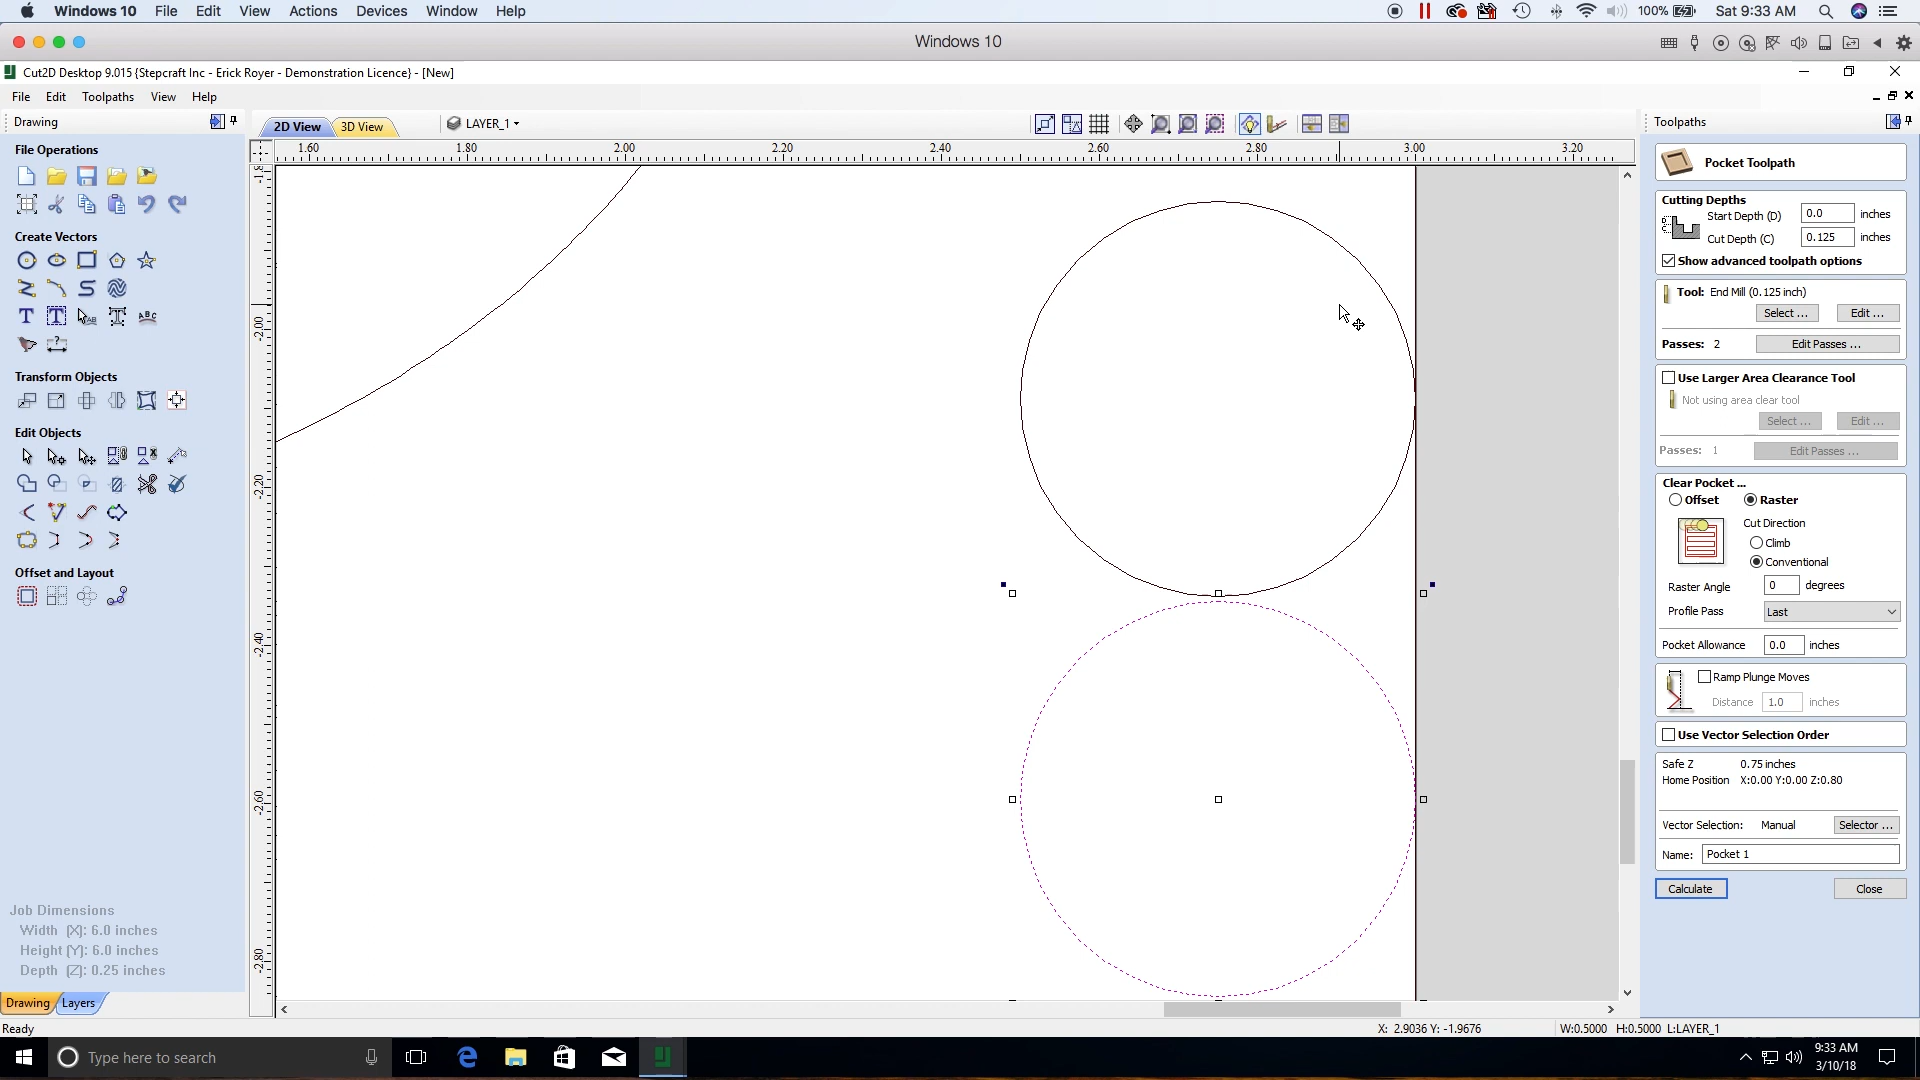 Windows 10 File Edit View Actions Devices Window Help 100% Sat 9:33 AM
Windows 10
Cut2D Desktop 9.015 {Stepcraft Inc - Erick Royer - Demonstration Licence} - [New]
File Edit Toolpaths View Help
Drawing
2D View 3D View LAYER_1
Toolpaths
File Operations
1.60 1.80 2.00 2.20 2.40 2.60 2.80 3.00 3.20
Pocket Toolpath
Cutting Depths
Start Depth (D) 0.0 inches
Cut Depth (C) 0.125 inches
Create Vectors
Show advanced toolpath options
Tool: End Mill (0.125 inch)
Select ... Edit ...
Passes: 2 Edit Passes ...
Transform Objects
Use Larger Area Clearance Tool
Not using area clear tool
Select ... Edit ...
Edit Objects
Passes: 1 Edit Passes ...
Clear Pocket ...
Offset Raster
Cut Direction
Climb
Conventional
Offset and Layout
Raster Angle 0 degrees
Profile Pass Last
Pocket Allowance 0.0 inches
Ramp Plunge Moves
Distance 1.0 inches
Use Vector Selection Order
Safe Z 0.75 inches
Home Position X:0.00 Y:0.00 Z:0.80
Vector Selection: Manual Selector ...
Name: Pocket 1
Calculate Close
-2.00
-2.20
-2.40
-2.60
-2.80
Job Dimensions
Width (X): 6.0 inches
Height (Y): 6.0 inches
Depth (Z): 0.25 inches
Drawing Layers
Ready X: 2.9036 Y: -1.9676 W:0.5000 H:0.5000 L:LAYER_1
Type here to search
9:33 AM
3/10/18